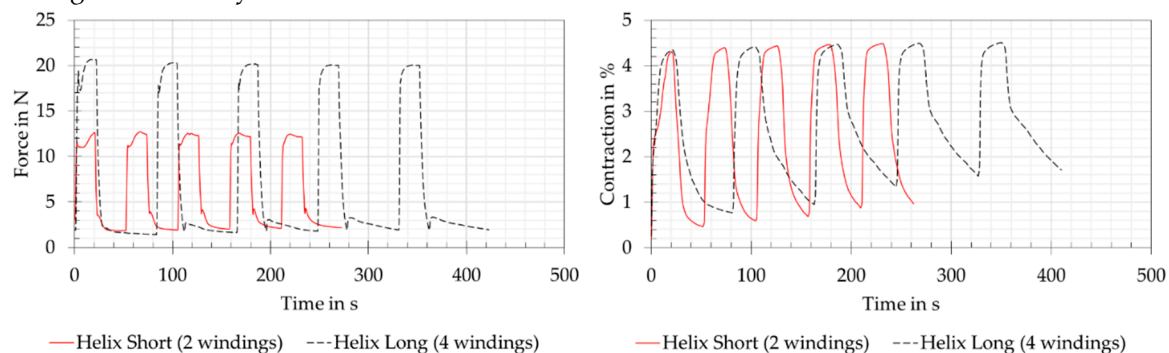 25
20
15
10
5
0
Force in N
0 100 200 300 400 500
Time in s
Helix Short (2 windings) Helix Long (4 windings)
5
4
3
2
1
0
Contraction in %
0 100 200 300 400 500
Time in s
Helix Short (2 windings) Helix Long (4 windings)